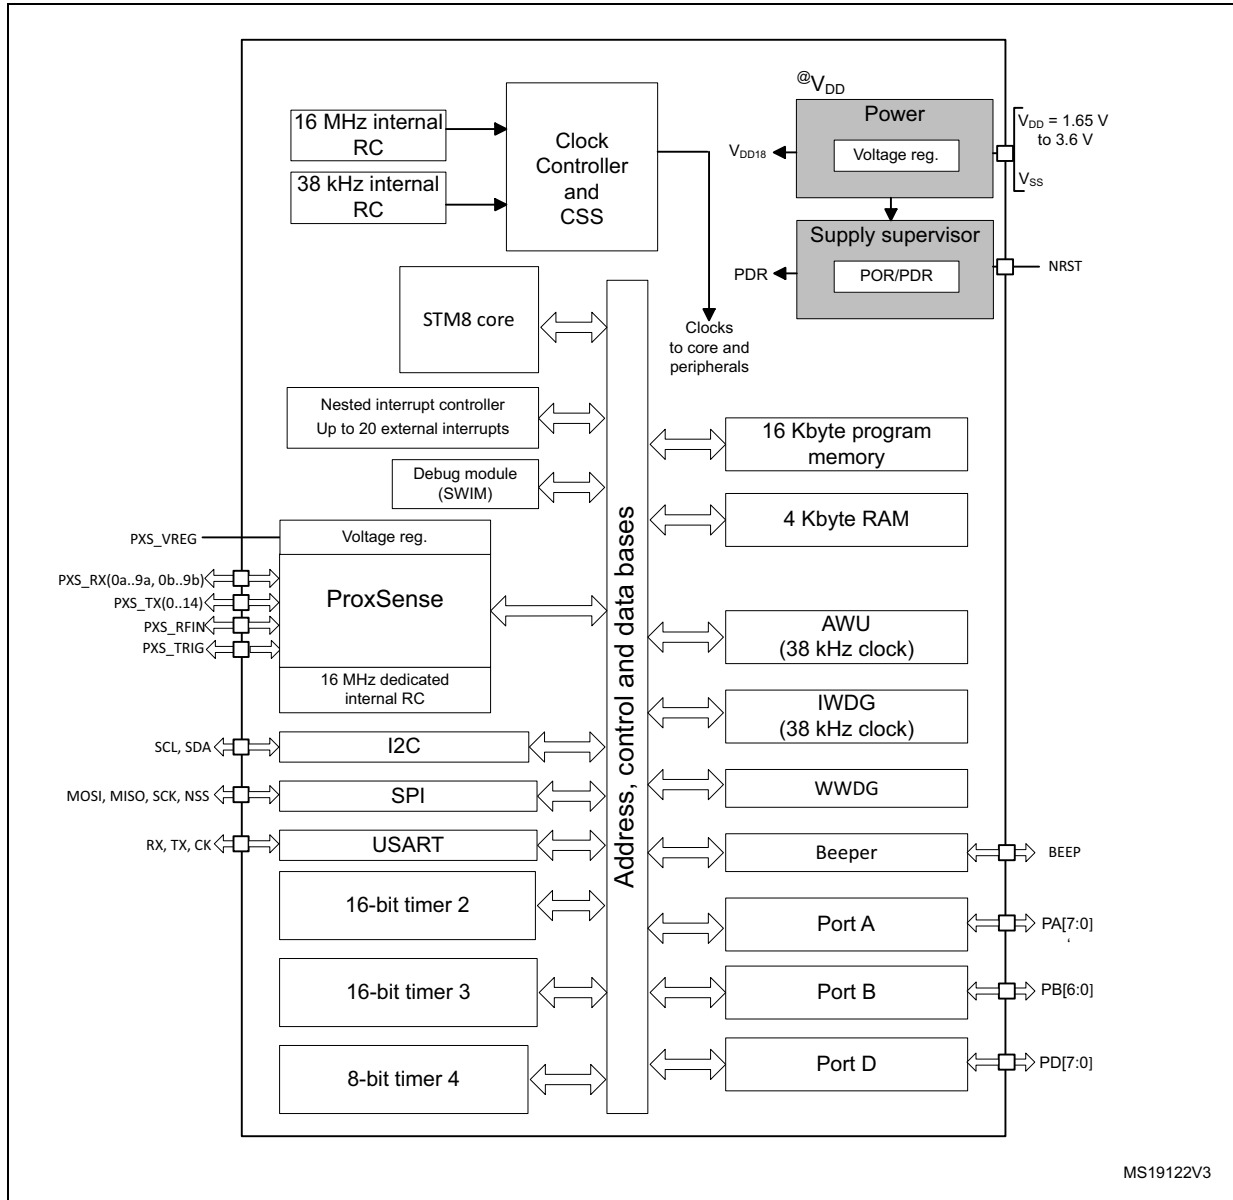 @VDD
16 MHz internal
RC
38 kHz internal
RC
Clock
Controller
and
CSS
Power
Voltage reg.
VDD18
VDD = 1.65 V
to 3.6 V
VSS
Supply supervisor
POR/PDR
PDR
NRST
Clocks
to core and
peripherals
STM8 core
Nested interrupt controller
Up to 20 external interrupts
Debug module
(SWIM)
PXS_VREG
Voltage reg.
PXS_RX(0a..9a, 0b..9b)
PXS_TX(0..14)
PXS_RFIN
PXS_TRIG
ProxSense
16 MHz dedicated
internal RC
SCL, SDA
I2C
MOSI, MISO, SCK, NSS
SPI
RX, TX, CK
USART
16-bit timer 2
16-bit timer 3
8-bit timer 4
Address, control and data bases
16 Kbyte program
memory
4 Kbyte RAM
AWU
(38 kHz clock)
IWDG
(38 kHz clock)
WWDG
Beeper
BEEP
Port A
PA[7:0]
Port B
PB[6:0]
Port D
PD[7:0]
MS19122V3